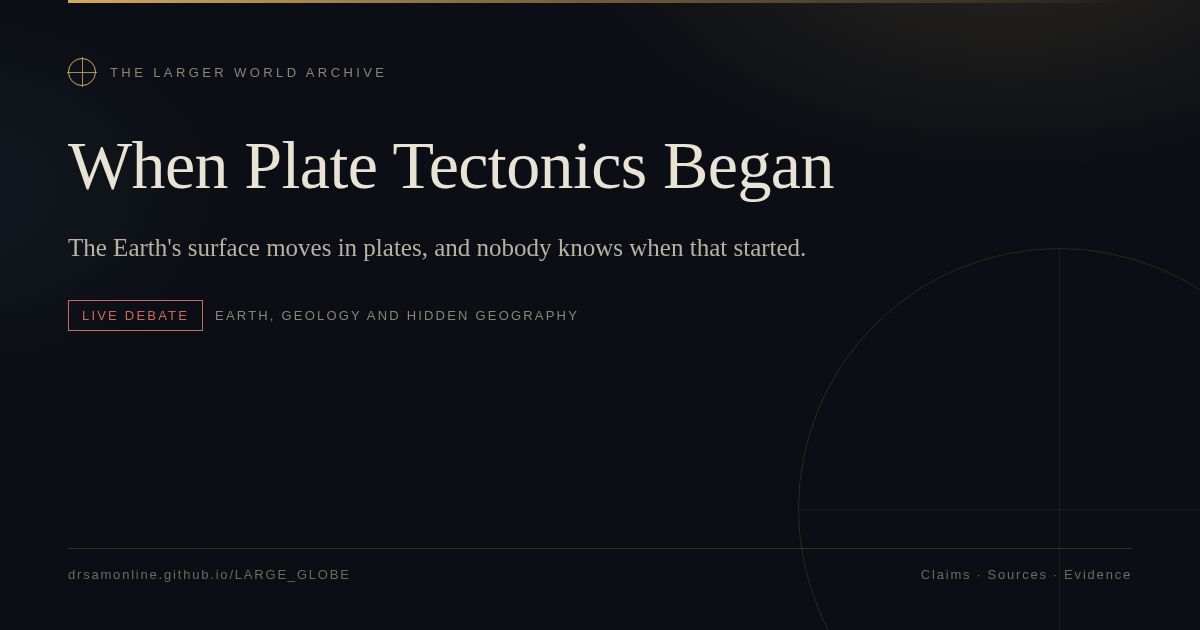 THE LARGER WORLD ARCHIVE
When Plate Tectonics Began
The Earth's surface moves in plates, and nobody knows when that started.
LIVE DEBATE EARTH, GEOLOGY AND HIDDEN GEOGRAPHY
drsamonline.github.io/LARGE_GLOBE Claims · Sources · Evidence